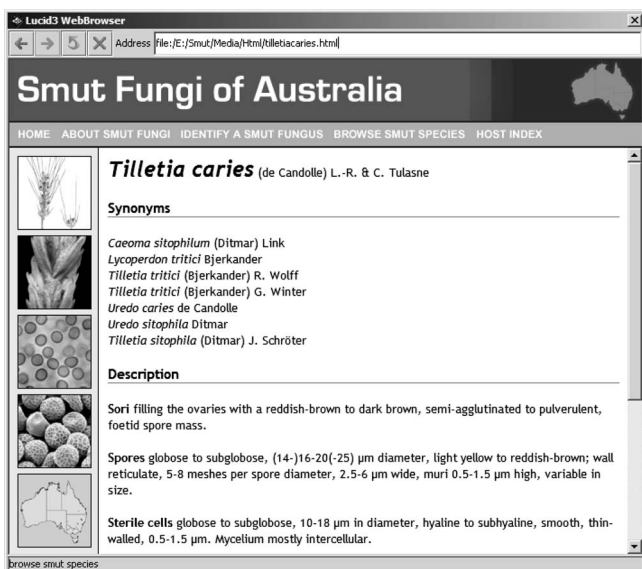 Lucid3 WebBrowser
Address file:/E:/Smut/Media/Html/tilletiacaries.html
Smut Fungi of Australia
HOME ABOUT SMUT FUNGI IDENTIFY A SMUT FUNGUS BROWSE SMUT SPECIES HOST INDEX
Tilletia caries (de Candolle) L.-R. & C. Tulasne
Synonyms
Caeoma sitophilum (Ditmar) Link
Lycoperdon tritici Bjerkander
Tilletia tritici (Bjerkander) R. Wolff
Tilletia tritici (Bjerkander) G. Winter
Uredo caries de Candolle
Uredo sitophila Ditmar
Tilletia sitophila (Ditmar) J. Schröter
Description
Sori filling the ovaries with a reddish-brown to dark brown, semi-agglutinated to pulverulent,
foetid spore mass.
Spores globose to subglobose, (14-)16-20(-25) µm diameter, light yellow to reddish-brown; wall
reticulate, 5-8 meshes per spore diameter, 2.5-6 µm wide, muri 0.5-1.5 µm high, variable in
size.
Sterile cells globose to subglobose, 10-18 µm in diameter, hyaline to subhyaline, smooth, thin-
walled, 0.5-1.5 µm. Mycelium mostly intercellular.
browse smut species